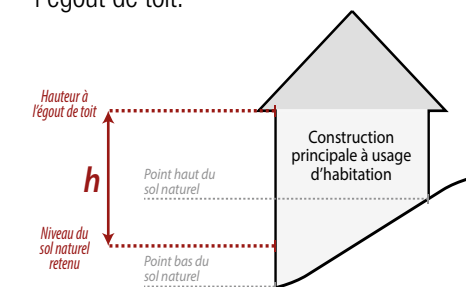 l'égout de toit.
Hauteur à
l'égout de toit
Construction
principale à usage
d'habitation
Point haut du
sol naturel
h
Niveau du
sol naturel
retenu
Point bas du
sol naturel